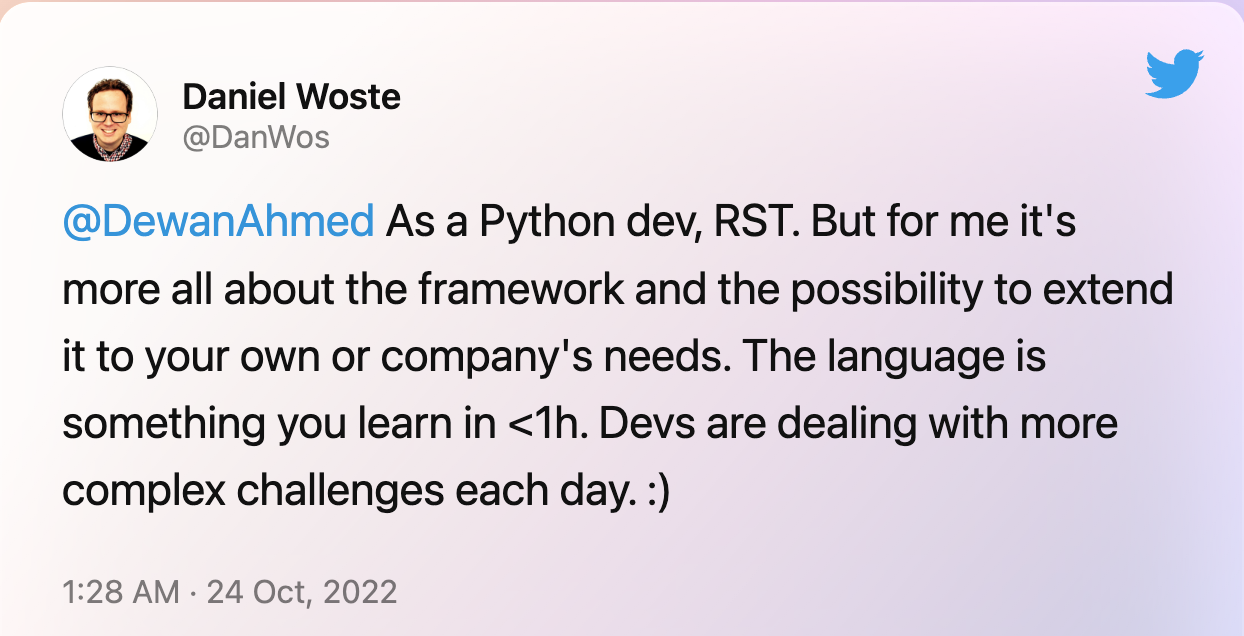 Daniel Woste
@DanWos
@DewanAhmed As a Python dev, RST. But for me it's
more all about the framework and the possibility to extend
it to your own or company's needs. The language is
something you learn in <1h. Devs are dealing with more
complex challenges each day. :)
1:28 AM · 24 Oct, 2022